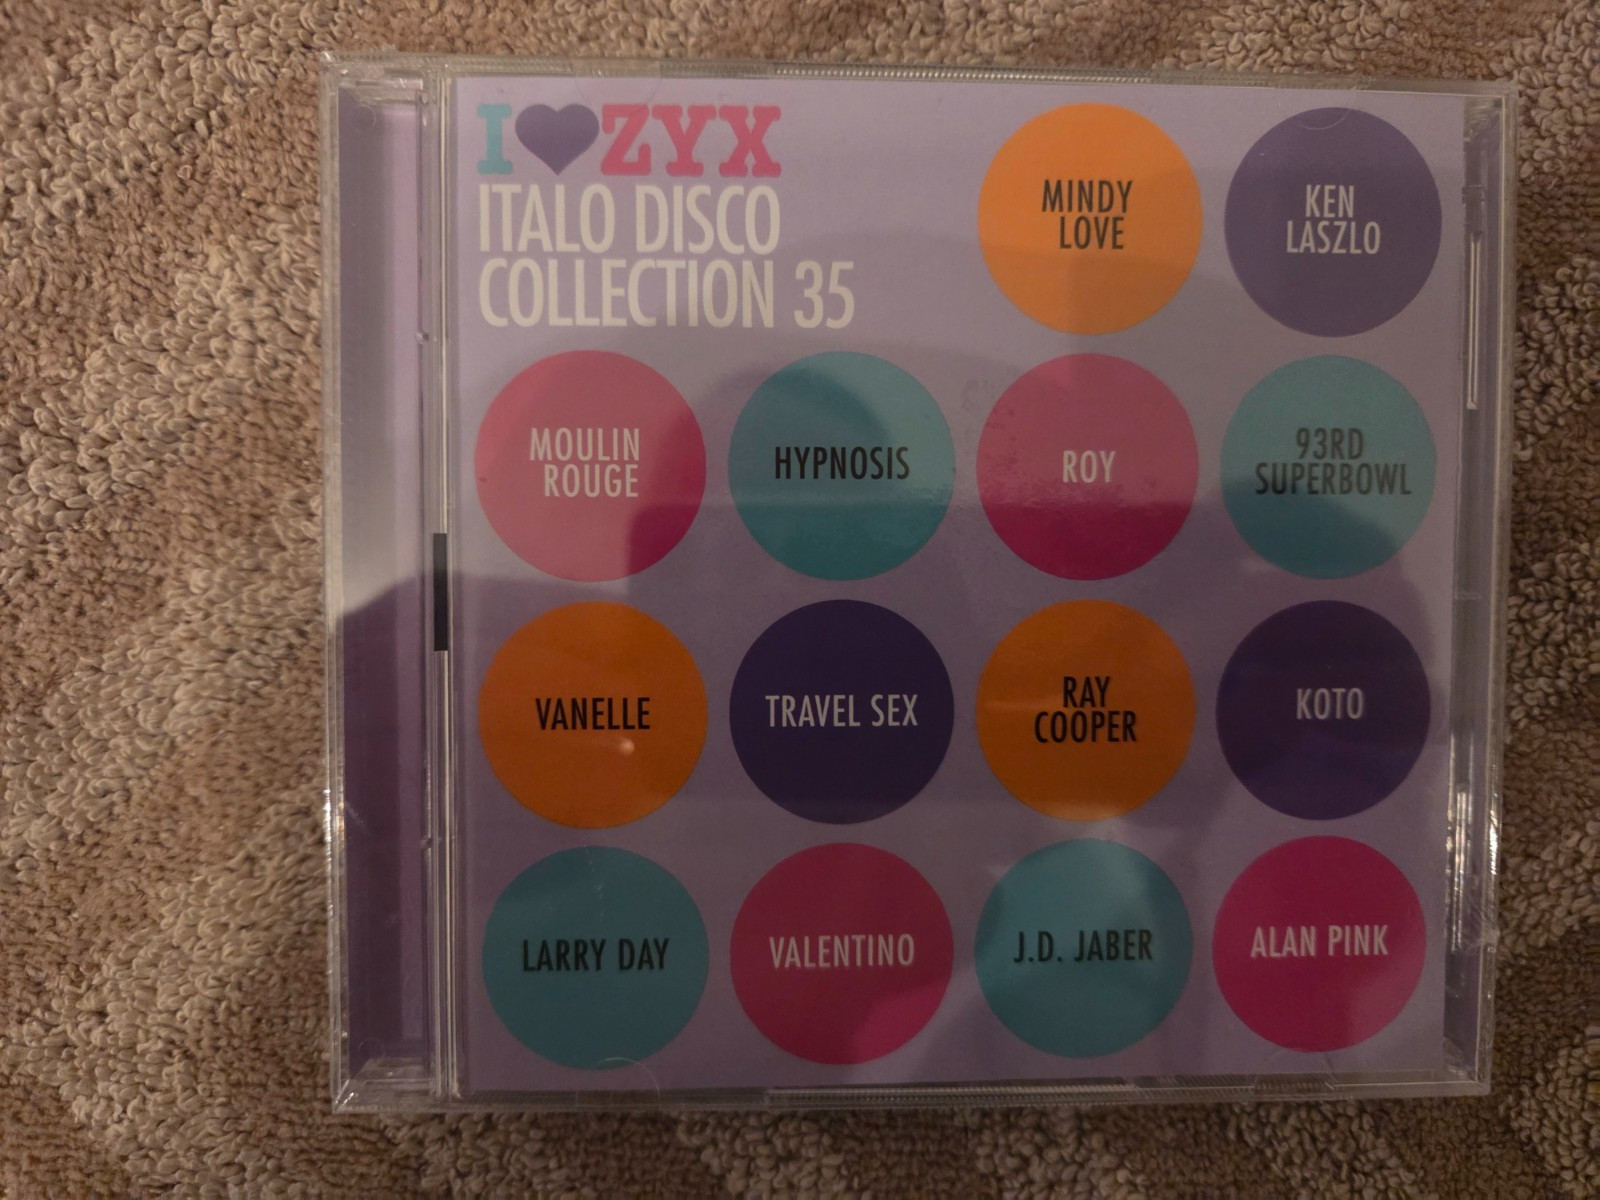 I♥ZYX
ITALO DISCO
COLLECTION 35
MINDY
LOVE
KEN
LASZLO
MOULIN
ROUGE
HYPNOSIS
ROY
93RD
SUPERBOWL
VANELLE
TRAVEL SEX
RAY
COOPER
KOTO
LARRY DAY
VALENTINO
J.D. JABER
ALAN PINK